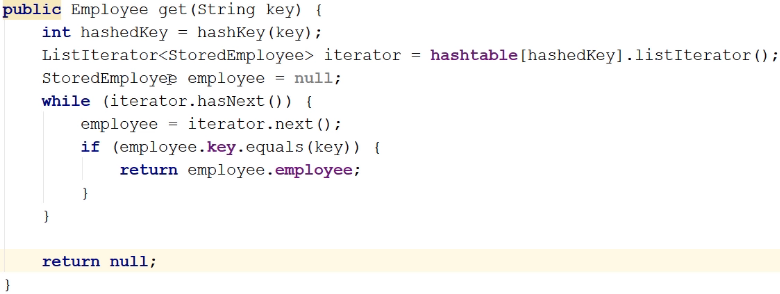 public Employee get(String key) {
    int hashedKey = hashKey(key);
    ListIterator<StoredEmployee> iterator = hashtable[hashedKey].listIterator();
    StoredEmployee employee = null;
    while (iterator.hasNext()) {
        employee = iterator.next();
        if (employee.key.equals(key)) {
            return employee.employee;
        }
    }

    return null;
}